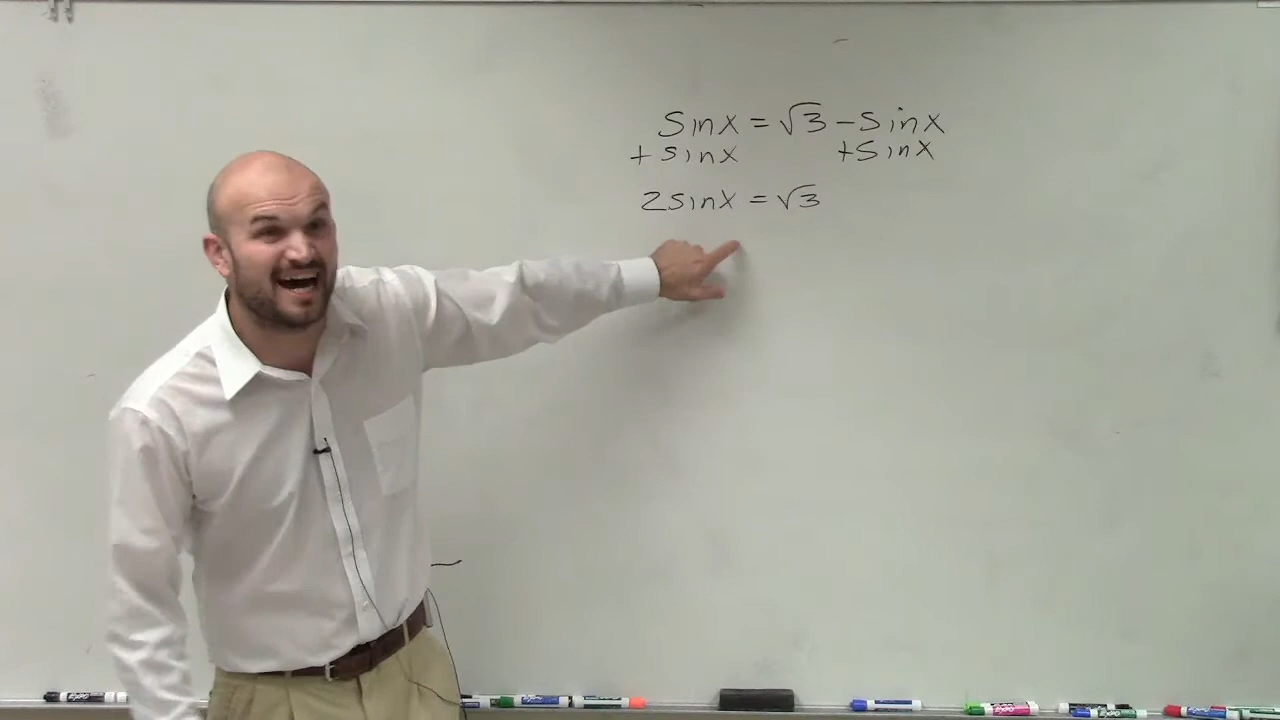 sinx = √3 - sinx
+sinx +sinx
2sinx = √3